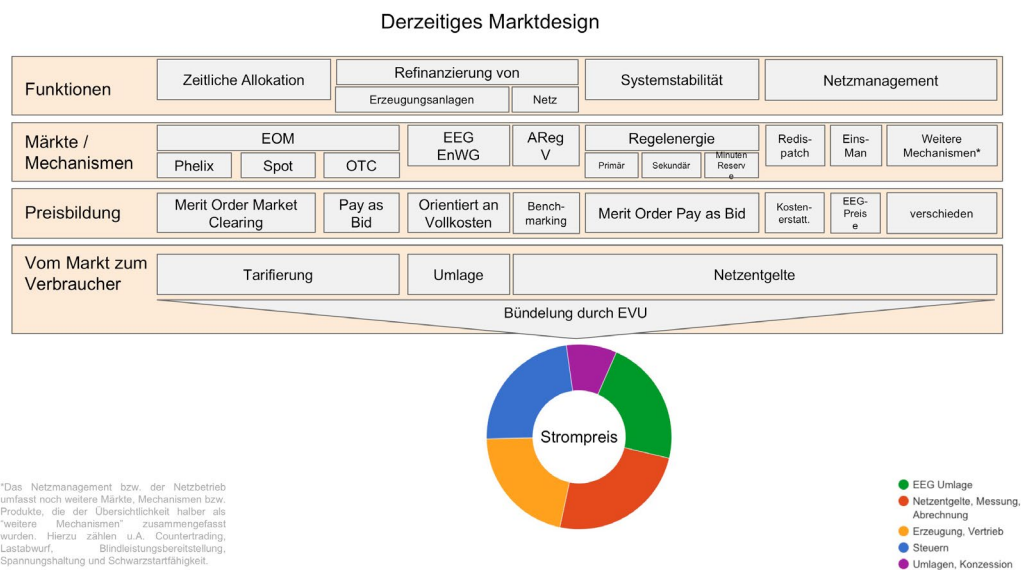 Derzeitiges Marktdesign
Funktionen
Zeitliche Allokation
Refinanzierung von
Erzeugungsanlagen
Netz
Systemstabilität
Netzmanagement
Märkte /
Mechanismen
EOM
Phelix
Spot
OTC
EEG
EnWG
AReg
V
Regelenergie
Primär
Sekundär
Minuten
Reserv
e
Redis-
patch
Eins-
Man
Weitere
Mechanismen*
Preisbildung
Merit Order Market
Clearing
Pay as
Bid
Orientiert an
Vollkosten
Bench-
marking
Merit Order Pay as Bid
Kosten-
erstatt.
EEG-
Preis
e
verschieden
Vom Markt zum
Verbraucher
Tarifierung
Umlage
Netzentgelte
Bündelung durch EVU
Strompreis
*Das Netzmanagement bzw. der Netzbetrieb
umfasst noch weitere Märkte, Mechanismen bzw.
Produkte, die der Übersichtlichkeit halber als
"weitere Mechanismen" zusammengefasst
wurden. Hierzu zählen u.A. Countertrading,
Lastabwurf, Blindleistungsbereitstellung,
Spannungshaltung und Schwarzstartfähigkeit.
EEG Umlage
Netzentgelte, Messung,
Abrechnung
Erzeugung, Vertrieb
Steuern
Umlagen, Konzession